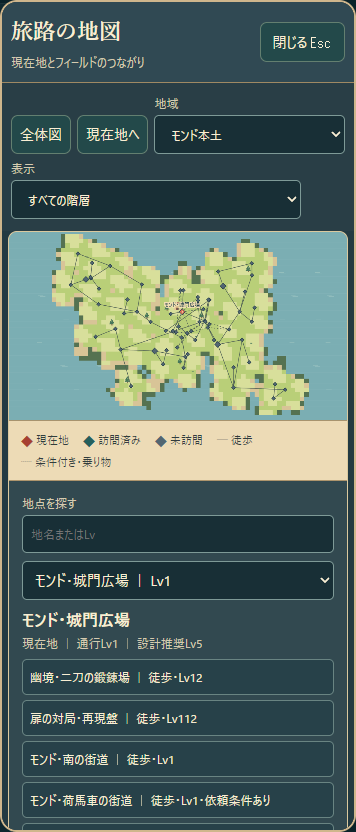 旅路の地図
現在地とフィールドのつながり
閉じる Esc
全体図
現在地へ
地域
モンド本土
表示
すべての階層
モンド・城門広場
現在地
訪問済み
未訪問
徒歩
条件付き・乗り物
地点を探す
地名またはLv
モンド・城門広場 ｜ Lv1
モンド・城門広場
現在地 ｜ 通行Lv1 ｜ 設計推奨Lv5
幽境・二刀の鍛錬場 ｜ 徒歩・Lv12
扉の対局・再現盤 ｜ 徒歩・Lv112
モンド・南の街道 ｜ 徒歩・Lv1
モンド・荷馬車の街道 ｜ 徒歩・Lv1・依頼条件あり